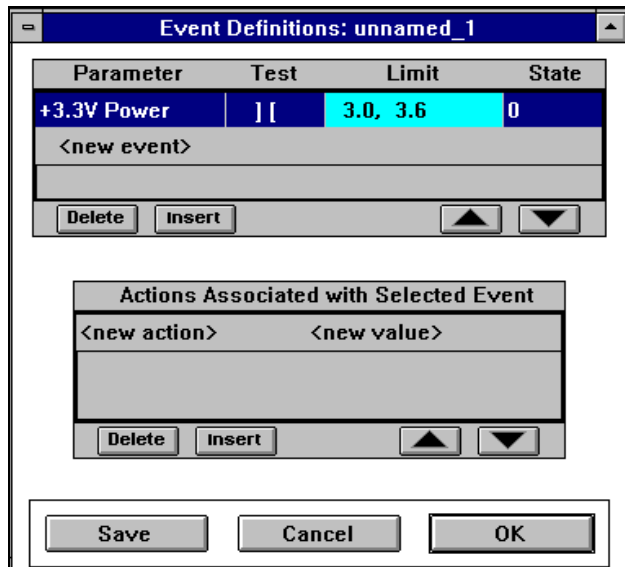 Event Definitions: unnamed_1
Parameter Test Limit State
+3.3V Power ] [ 3.0, 3.6 0
<new event>
Delete Insert
Actions Associated with Selected Event
<new action> <new value>
Delete Insert
Save Cancel OK